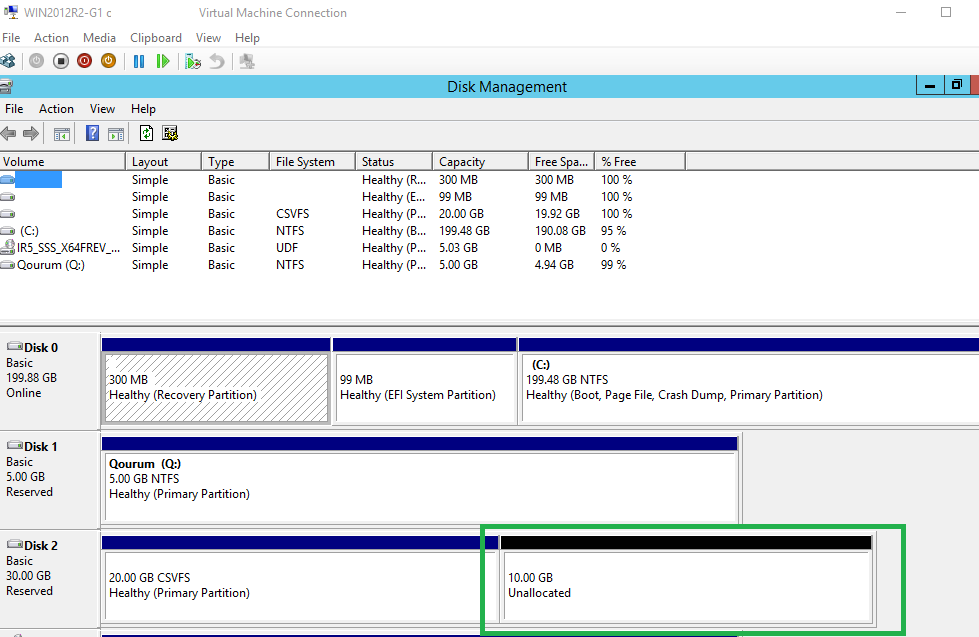 WIN2012R2-G1 c Virtual Machine Connection
File Action Media Clipboard View Help
Disk Management
File Action View Help
Volume Layout Type File System Status Capacity Free Spa... % Free
Simple Basic Healthy (R... 300 MB 300 MB 100 %
Simple Basic Healthy (E... 99 MB 99 MB 100 %
Simple Basic CSVFS Healthy (P... 20.00 GB 19.92 GB 100 %
(C:) Simple Basic NTFS Healthy (B... 199.48 GB 190.08 GB 95 %
IR5_SSS_X64FREV_... Simple Basic UDF Healthy (P... 5.03 GB 0 MB 0 %
Qourum (Q:) Simple Basic NTFS Healthy (P... 5.00 GB 4.94 GB 99 %
Disk 0
Basic
199.88 GB
Online
300 MB
Healthy (Recovery Partition)
99 MB
Healthy (EFI System Partition)
(C:)
199.48 GB NTFS
Healthy (Boot, Page File, Crash Dump, Primary Partition)
Disk 1
Basic
5.00 GB
Reserved
Qourum (Q:)
5.00 GB NTFS
Healthy (Primary Partition)
Disk 2
Basic
30.00 GB
Reserved
20.00 GB CSVFS
Healthy (Primary Partition)
10.00 GB
Unallocated